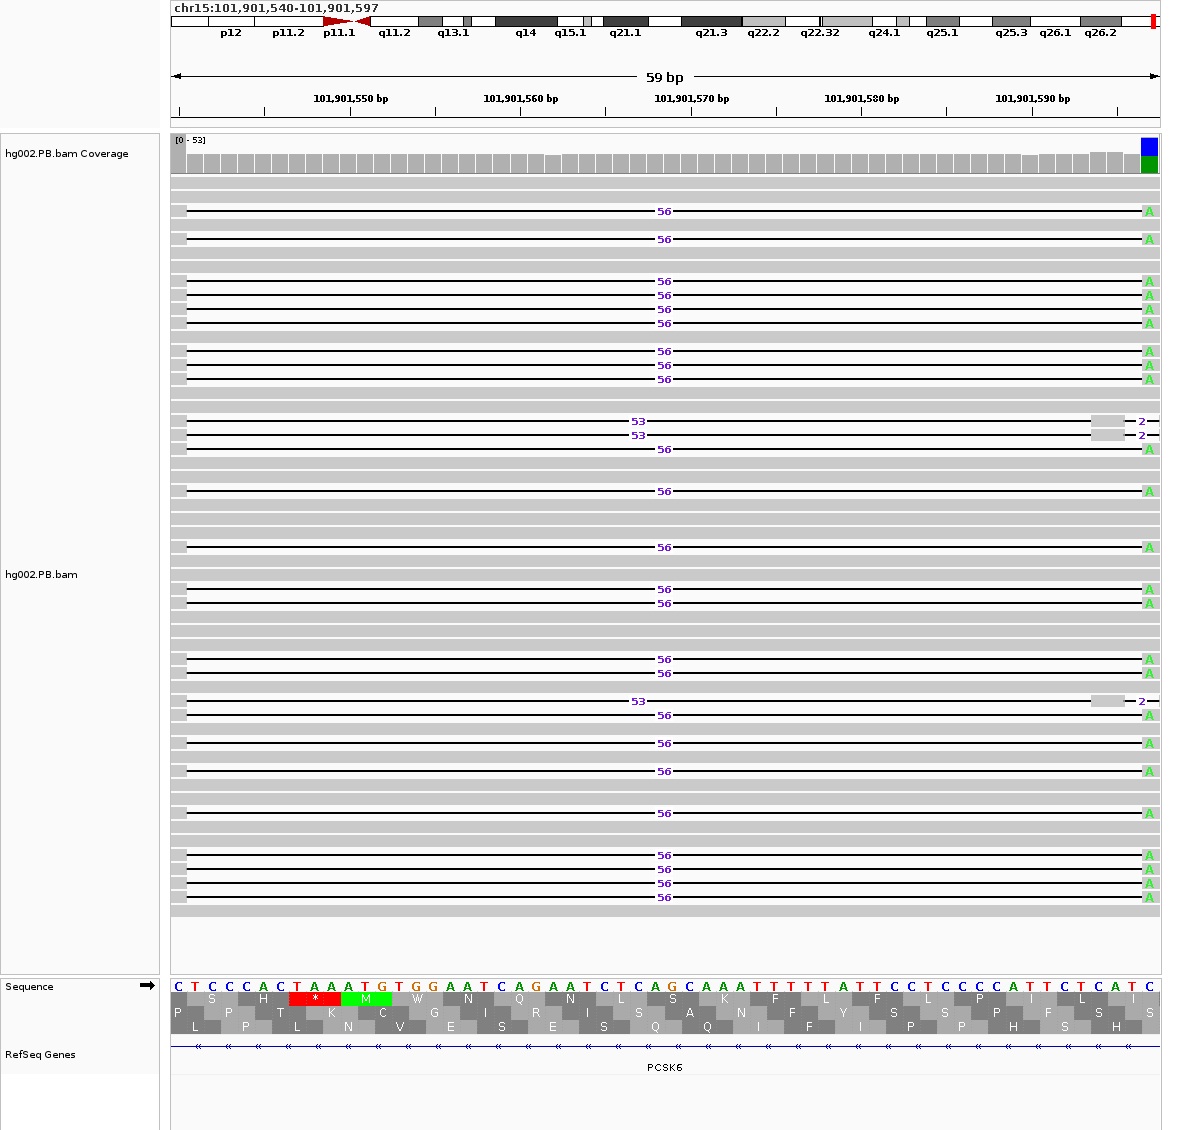 chr15:101,901,540-101,901,597
p12 p11.2 p11.1 q11.2 q13.1 q14 q15.1 q21.1 q21.3 q22.2 q22.32 q24.1 q25.1 q25.3 q26.1 q26.2
59 bp
101,901,550 bp 101,901,560 bp 101,901,570 bp 101,901,580 bp 101,901,590 bp
[0 - 53]
hg002.PB.bam Coverage
56 A
56 A
56 A
56 A
56 A
56 A
56 A
56 A
56 A
53 2
53 2
56 A
56 A
56 A
hg002.PB.bam
56 A
56 A
56 A
56 A
53 2
56 A
56 A
56 A
56 A
56 A
56 A
56 A
56 A
Sequence C T C C C A C T A A A T G T G G A A T C A G A A T C T C A G C A A A T T T T T A T T C C T C C C C A T T C T C A T C
S H * M W N Q N L S K F L F L P I L I
P P T K C G I R I S A N F Y S S P F S S
L P L N V E S E S Q Q I F I P P H S H
RefSeq Genes
PCSK6